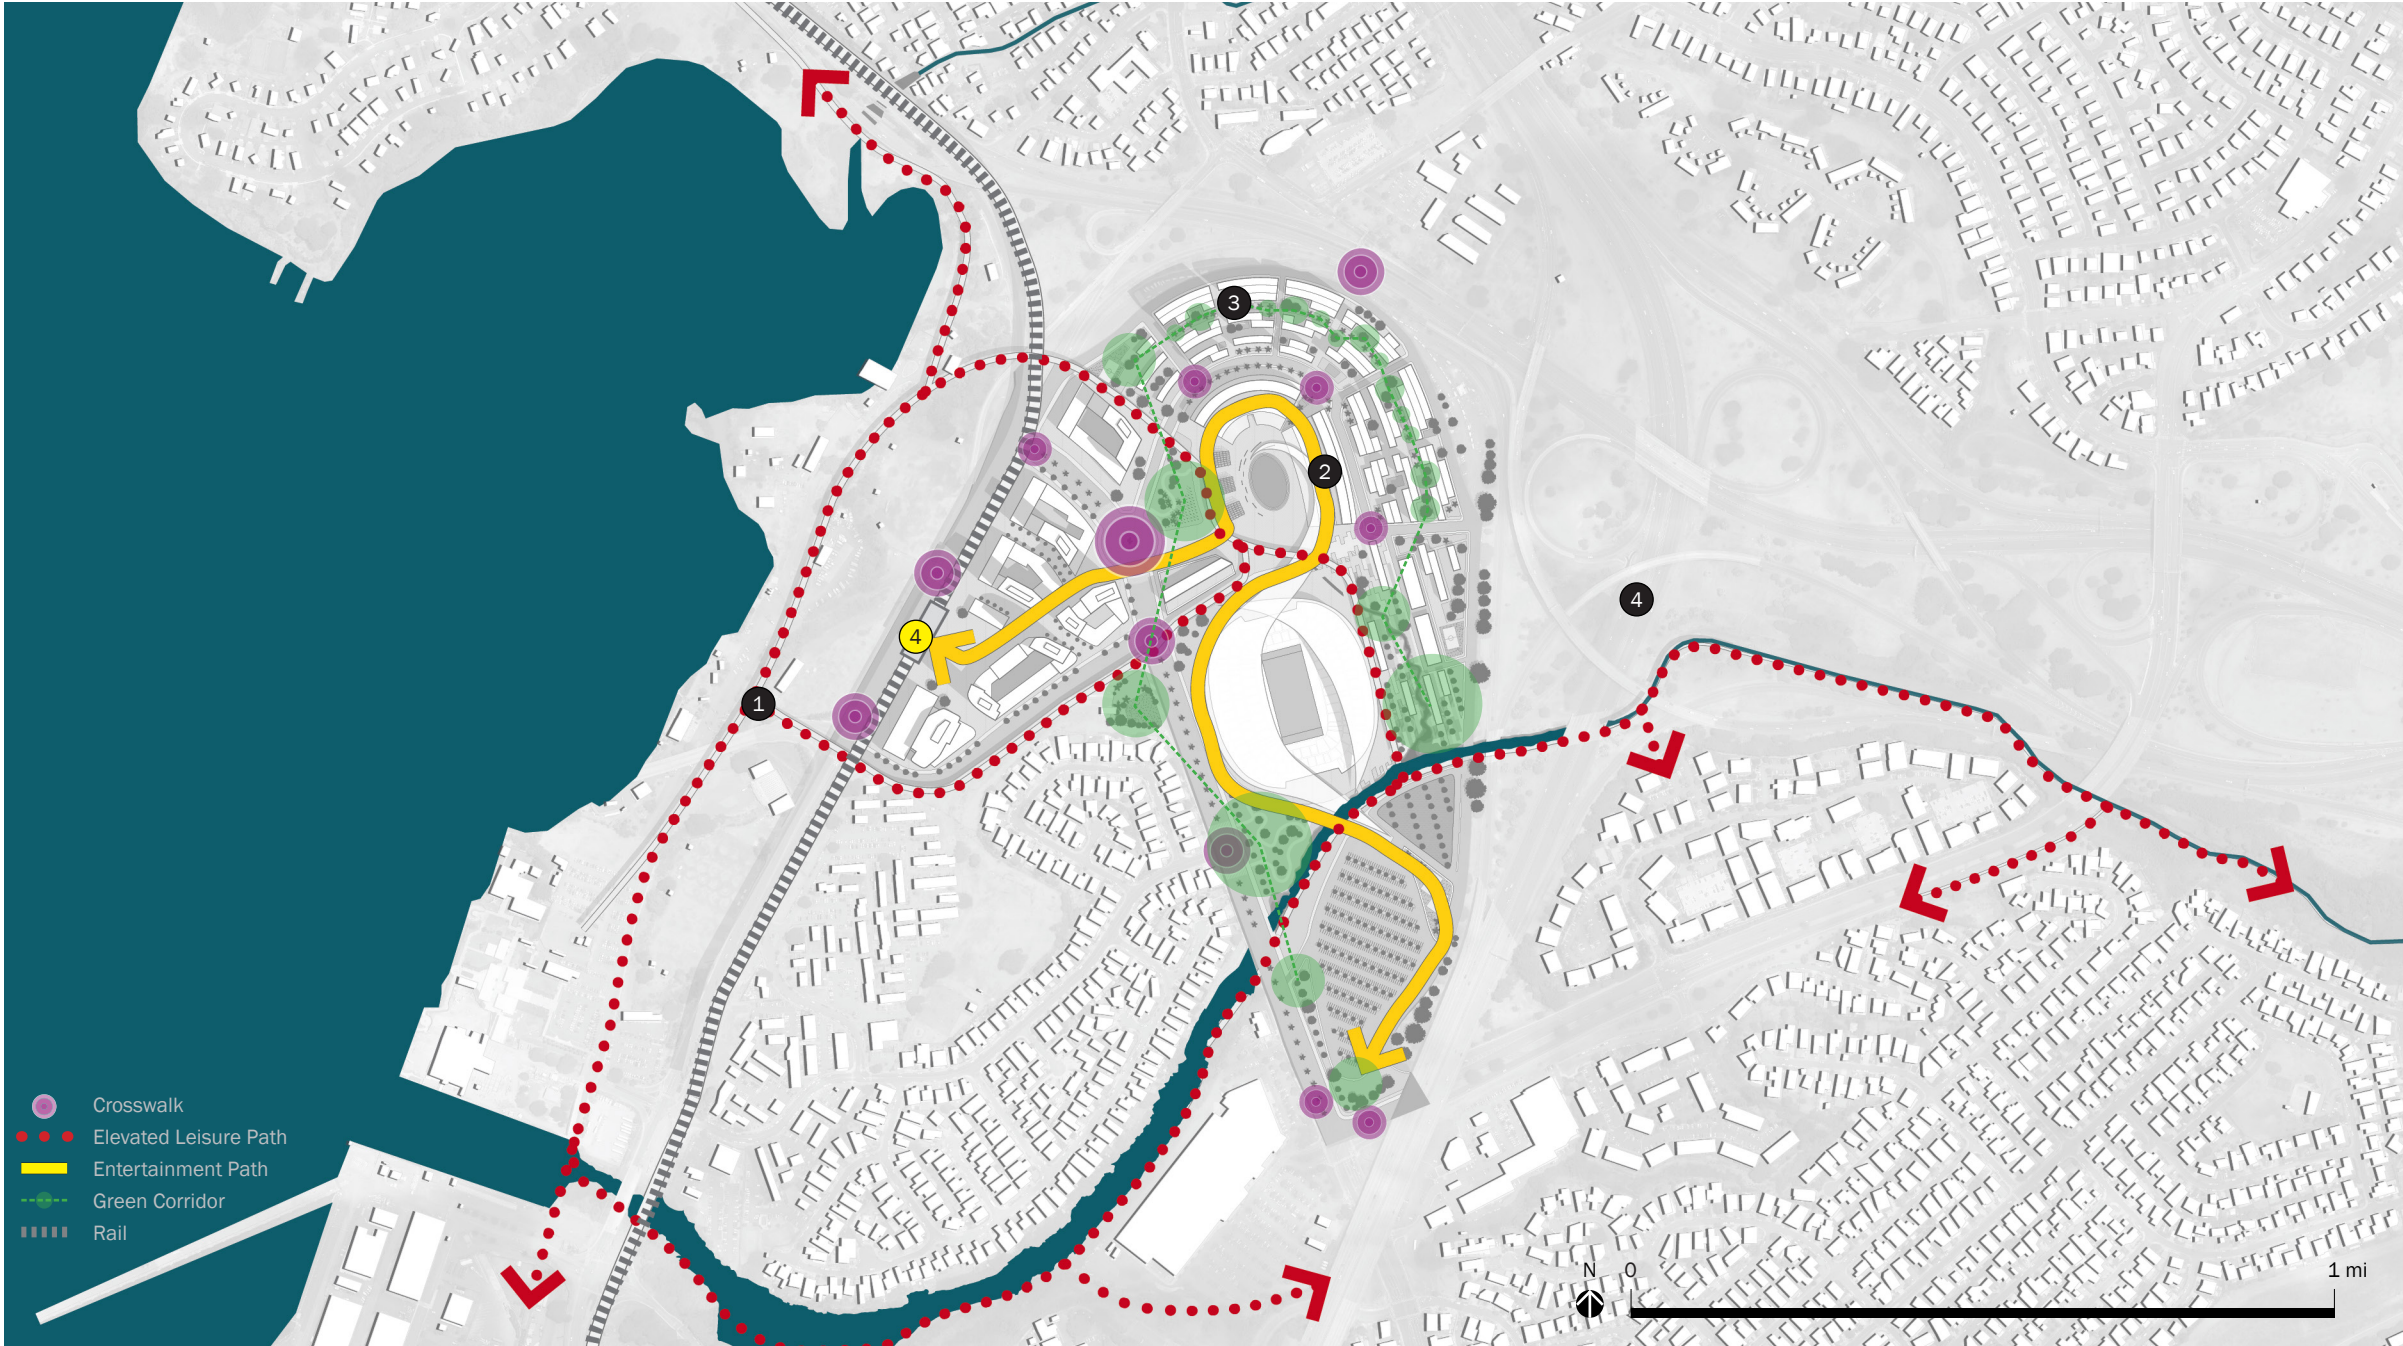 3
2
4
4
1
Crosswalk
Elevated Leisure Path
Entertainment Path
Green Corridor
Rail
N 0 1 mi